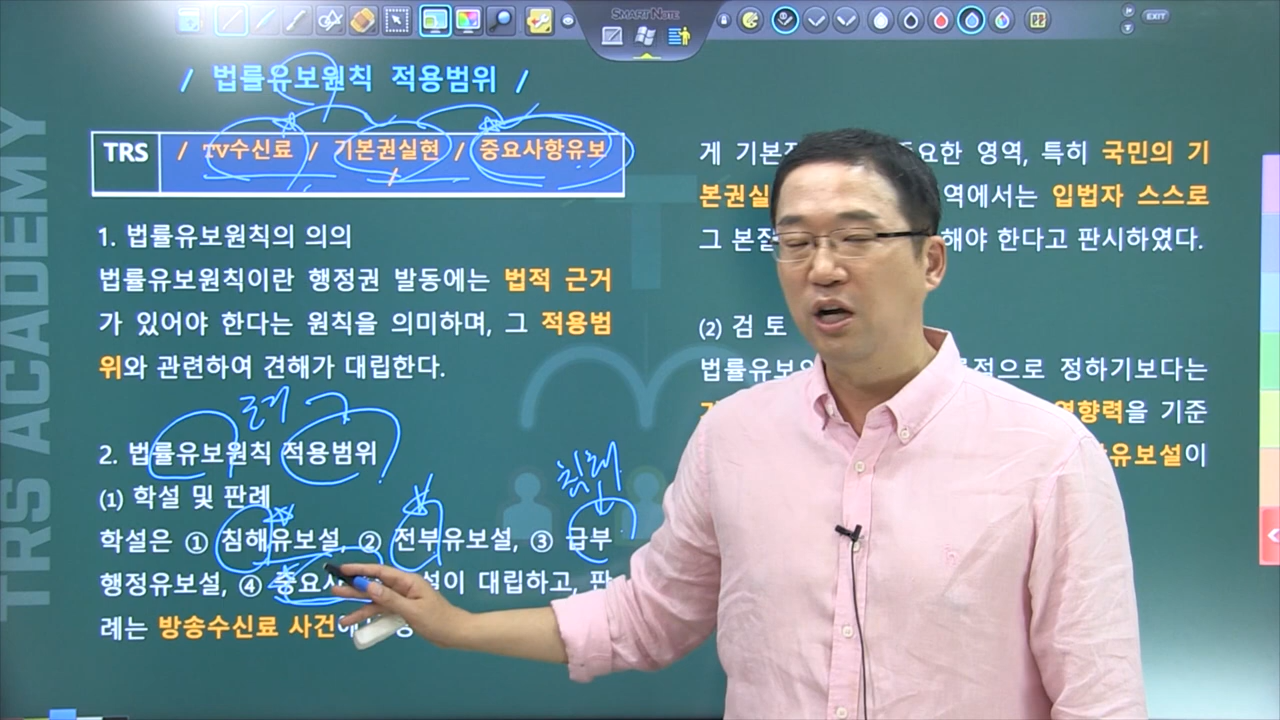 SMARTNOTE
EXIT
/ 법률유보원칙 적용범위 /
TRS / TV수신료 / 기본권실현 / 중요사항유보
/
1. 법률유보원칙의 의의
법률유보원칙이란 행정권 발동에는 법적 근거
가 있어야 한다는 원칙을 의미하며, 그 적용범
위와 관련하여 견해가 대립한다.
2. 법률유보원칙 적용범위
(1) 학설 및 판례
침해
학설은 ① 침해유보설, ② 전부유보설, ③ 급부
행정유보설, ④ 중요사 설이 대립하고, 판
례는 방송수신료 사건에
게 기본 요한 영역, 특히 국민의 기
본권실 역에서는 입법자 스스로
그 본질 해야 한다고 판시하였다.
(2) 검 토
법률유보원 적으로 정하기보다는
영향력을 기준
유보설이
TRS ACADEMY